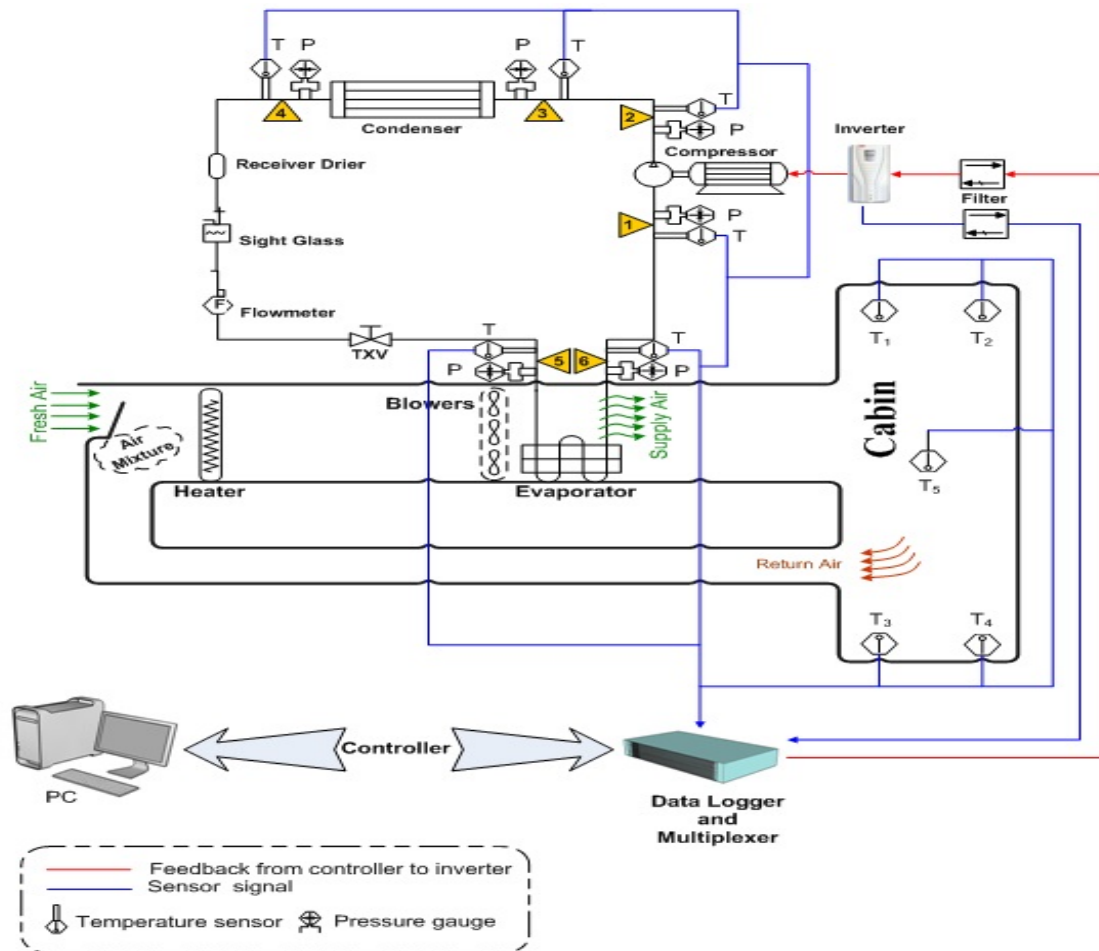 T
P
P
T
4
Condenser
3
2
T
P
Compressor
Inverter
Filter
Receiver Drier
1
P
T
Sight Glass
Flowmeter
F
TXV
T
P
5
6
T
P
T1
T2
Cabin
T5
Fresh Air
Air
Mixture
Heater
Blowers
Evaporator
Supply Air
Return Air
T3
T4
PC
Controller
Data Logger
and
Multiplexer
Feedback from controller to inverter
Sensor signal
Temperature sensor
Pressure gauge